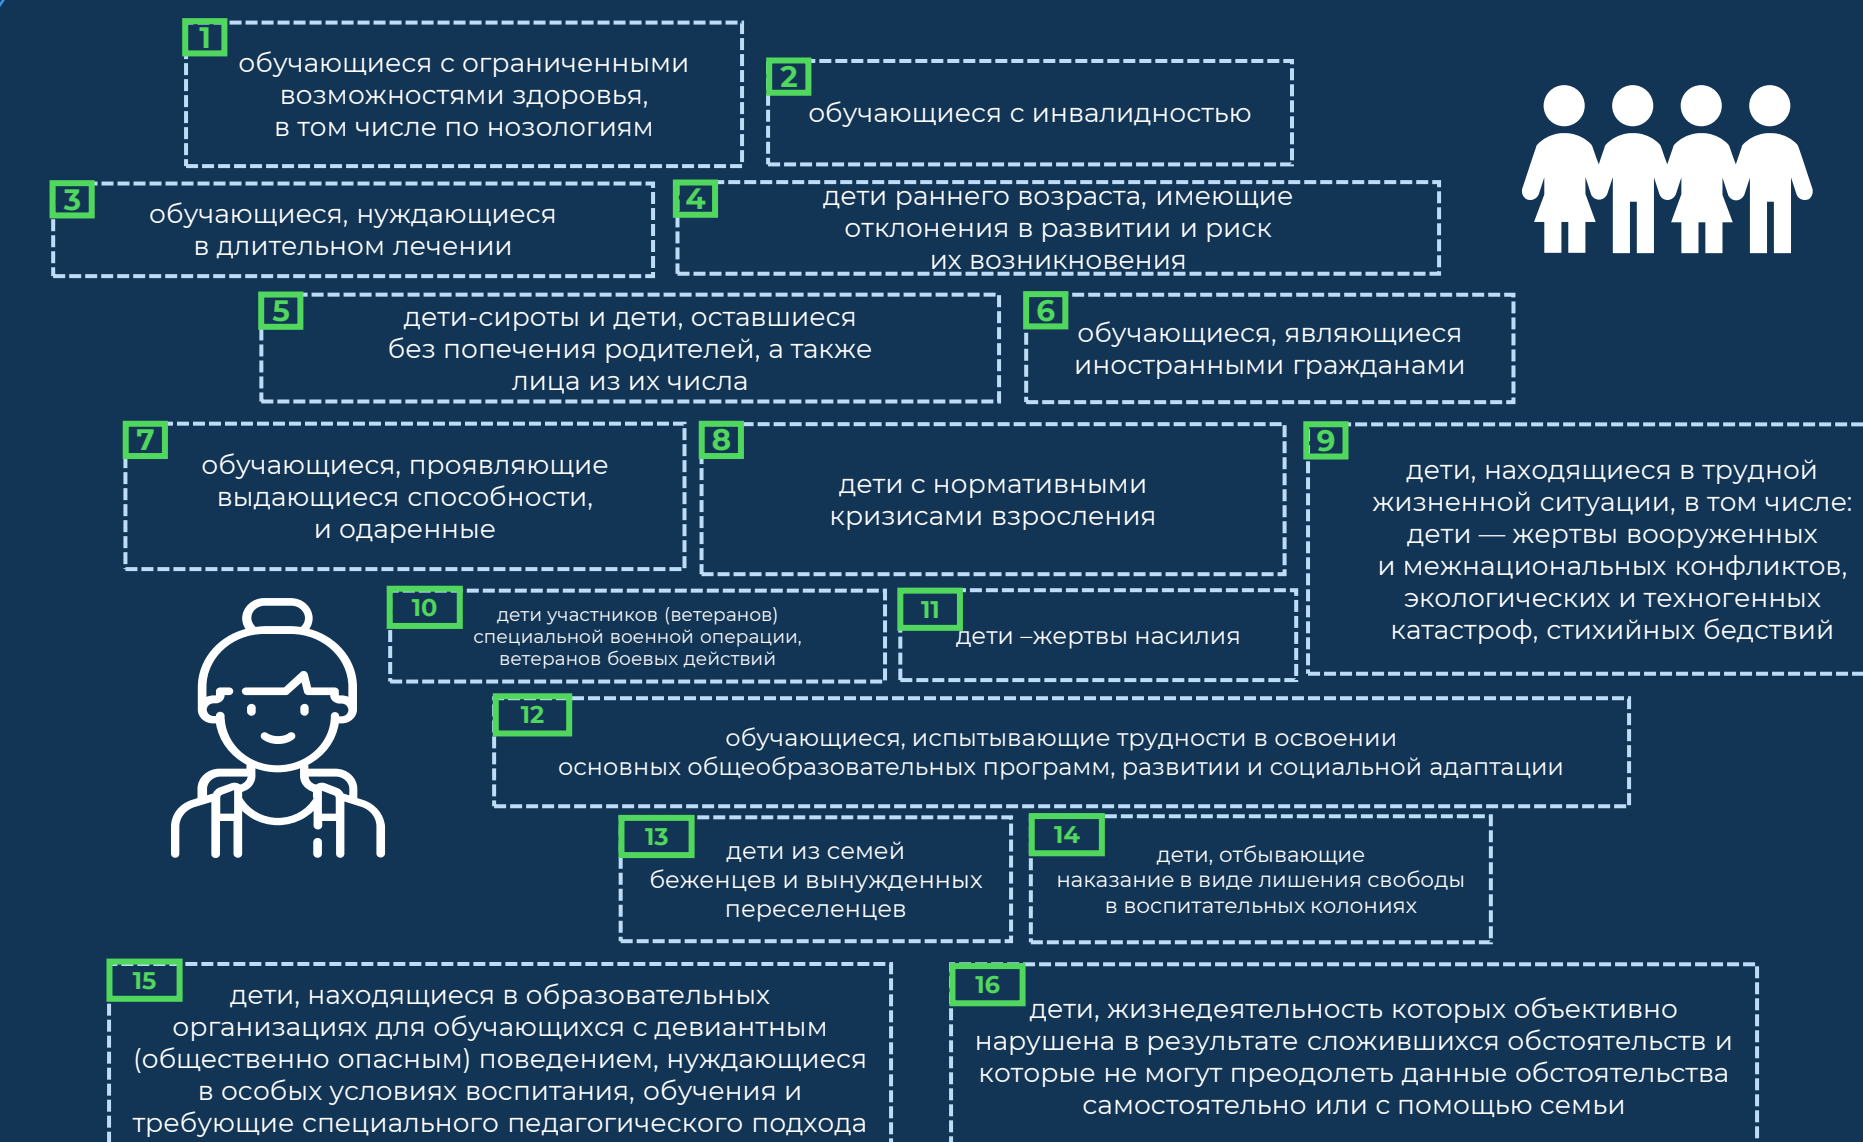 1
обучающиеся с ограниченными
возможностями здоровья,
в том числе по нозологиям
2
обучающиеся с инвалидностью
3
обучающиеся, нуждающиеся
в длительном лечении
4
дети раннего возраста, имеющие
отклонения в развитии и риск
их возникновения
5
дети-сироты и дети, оставшиеся
без попечения родителей, а также
лица из их числа
6
обучающиеся, являющиеся
иностранными гражданами
7
обучающиеся, проявляющие
выдающиеся способности,
и одаренные
8
дети с нормативными
кризисами взросления
9
дети, находящиеся в трудной
жизненной ситуации, в том числе:
дети — жертвы вооруженных
и межнациональных конфликтов,
экологических и техногенных
катастроф, стихийных бедствий
10
дети участников (ветеранов)
специальной военной операции,
ветеранов боевых действий
11
дети –жертвы насилия
12
обучающиеся, испытывающие трудности в освоении
основных общеобразовательных программ, развитии и социальной адаптации
13
дети из семей
беженцев и вынужденных
переселенцев
14
дети, отбывающие
наказание в виде лишения свободы
в воспитательных колониях
15
дети, находящиеся в образовательных
организациях для обучающихся с девиантным
(общественно опасным) поведением, нуждающиеся
в особых условиях воспитания, обучения и
требующие специального педагогического подхода
16
дети, жизнедеятельность которых объективно
нарушена в результате сложившихся обстоятельств и
которые не могут преодолеть данные обстоятельства
самостоятельно или с помощью семьи